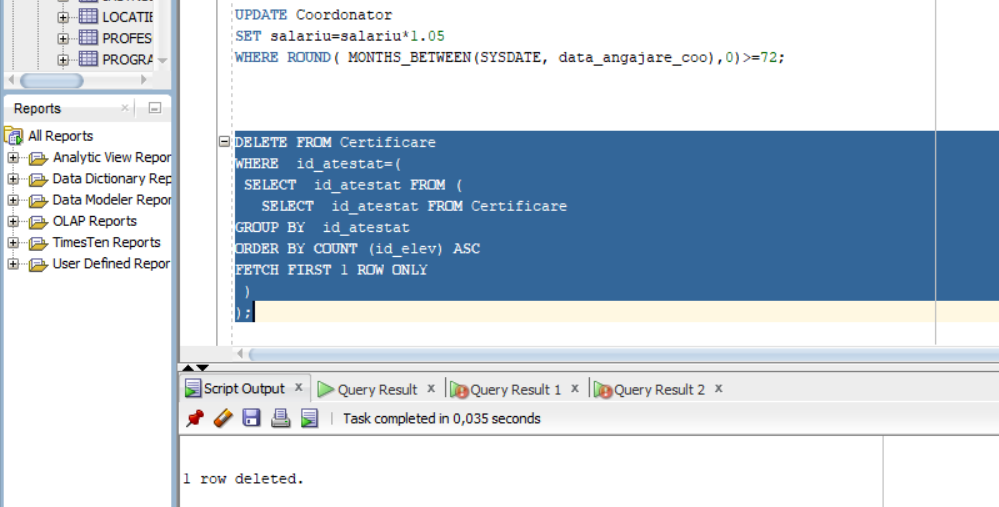 LOCATIE
PROFES
PROGRA
Reports
All Reports
Analytic View Repor
Data Dictionary Rep
Data Modeler Repor
OLAP Reports
TimesTen Reports
User Defined Repor
UPDATE Coordonator
SET salariu=salariu*1.05
WHERE ROUND( MONTHS_BETWEEN(SYSDATE, data_angajare_coo),0)>=72;
DELETE FROM Certificare
WHERE  id_atestat=(
SELECT  id_atestat FROM (
SELECT  id_atestat FROM Certificare
GROUP BY  id_atestat
ORDER BY COUNT (id_elev) ASC
FETCH FIRST 1 ROW ONLY
)
);
Script Output x Query Result x Query Result 1 x Query Result 2 x
Task completed in 0,035 seconds
1 row deleted.